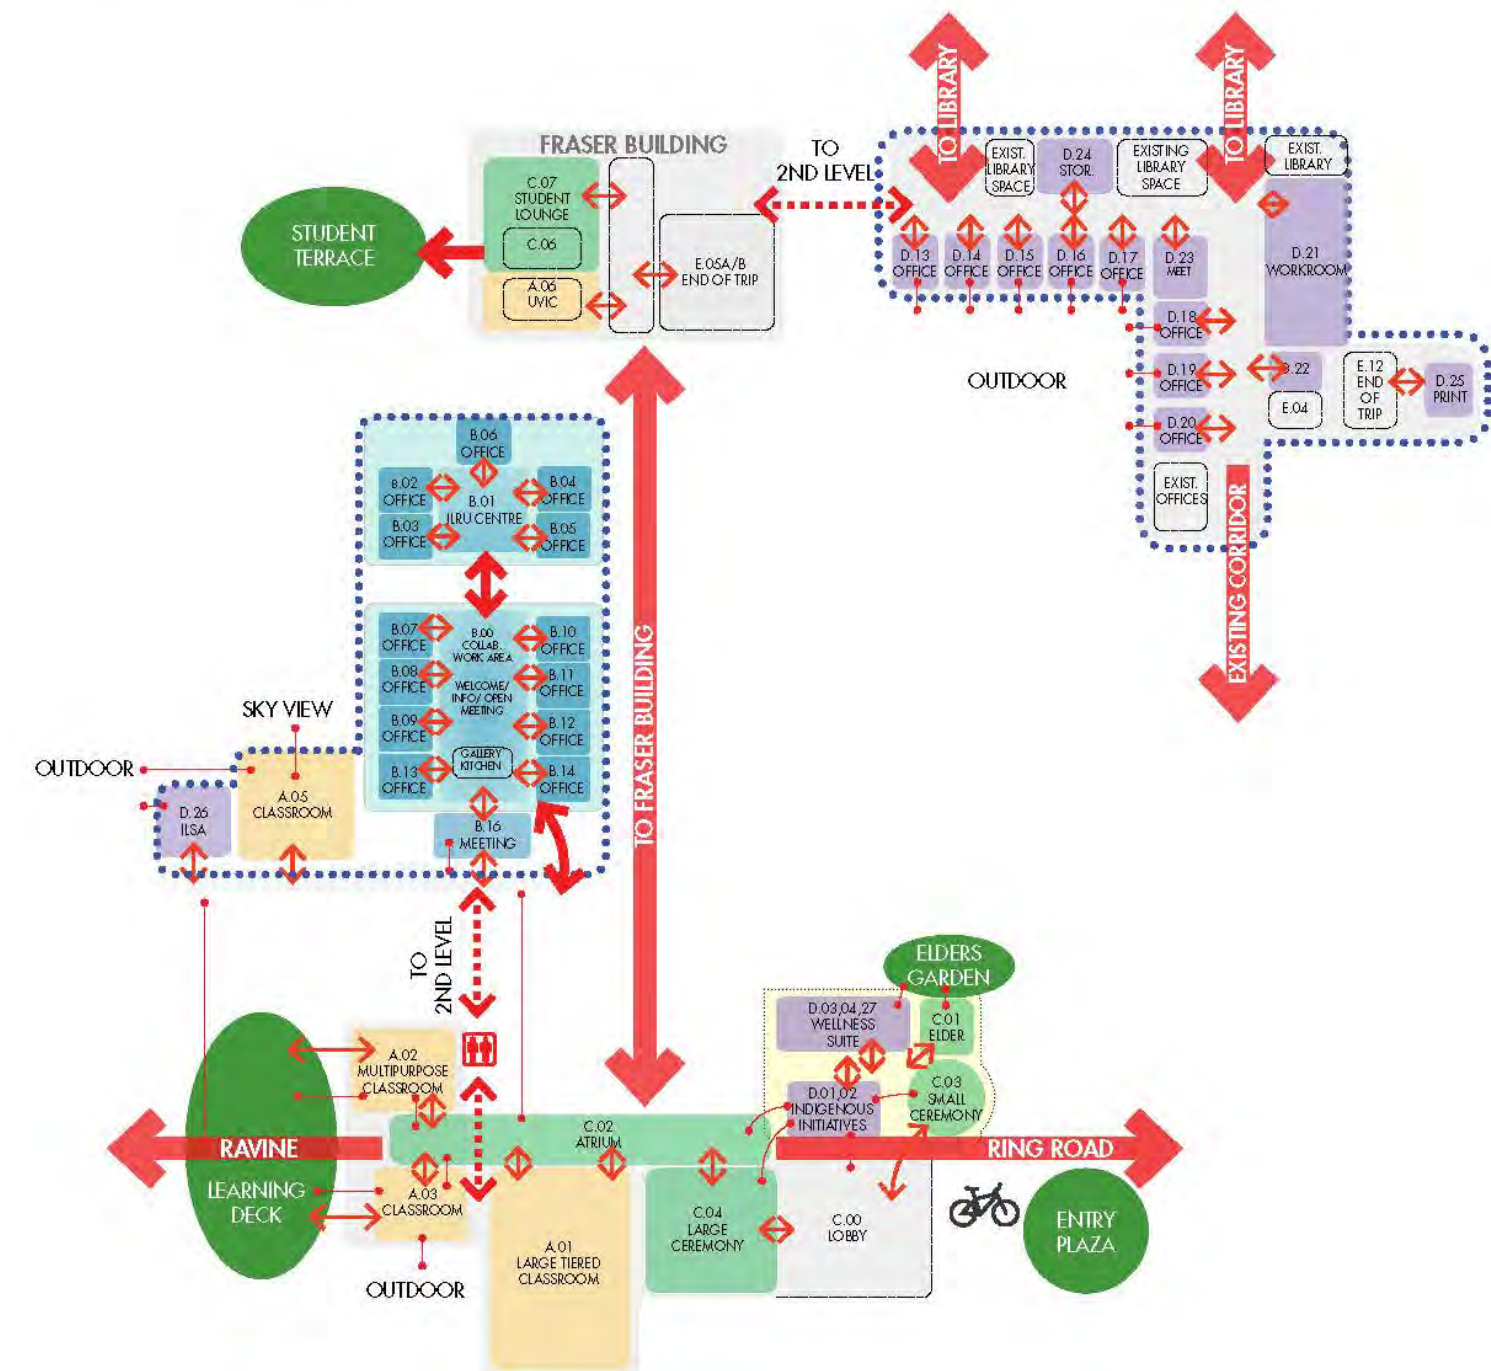 TO LIBRARY
TO LIBRARY
FRASER BUILDING
TO
2ND LEVEL
EXIST.
LIBRARY
SPACE
D.24
STOR.
EXISTING
LIBRARY
SPACE
EXIST.
LIBRARY
C.07
STUDENT
LOUNGE
C.06
A.06
UVIC
E.05A/B
END OF TRIP
STUDENT
TERRACE
D.13
OFFICE
D.14
OFFICE
D.15
OFFICE
D.16
OFFICE
D.17
OFFICE
D.23
MEET
D.21
WORKROOM
D.18
OFFICE
D.19
OFFICE
D.20
OFFICE
D.22
E.04
E.12
END
OF
TRIP
D.25
PRINT
EXIST.
OFFICES
OUTDOOR
EXISTING CORRIDOR
B.06
OFFICE
B.02
OFFICE
B.01
ILRU CENTRE
B.04
OFFICE
B.03
OFFICE
B.05
OFFICE
B.07
OFFICE
B.00
COLLAB.
WORK AREA
B.10
OFFICE
B.08
OFFICE
WELCOME/
INFO/ OPEN
MEETING
B.11
OFFICE
B.09
OFFICE
B.12
OFFICE
B.13
OFFICE
GALLERY
KITCHEN
B.14
OFFICE
B.16
MEETING
TO FRASER BUILDING
SKY VIEW
OUTDOOR
D.26
ILSA
A.05
CLASSROOM
TO
2ND LEVEL
ELDERS
GARDEN
D.03,04,27
WELLNESS
SUITE
C.01
ELDER
D.01,02
INDIGENOUS
INITIATIVES
C.03
SMALL
CEREMONY
A.02
MULTIPURPOSE
CLASSROOM
C.02
ATRIUM
RAVINE
RING ROAD
LEARNING
DECK
A.03
CLASSROOM
OUTDOOR
A.01
LARGE TIERED
CLASSROOM
C.04
LARGE
CEREMONY
C.00
LOBBY
ENTRY
PLAZA